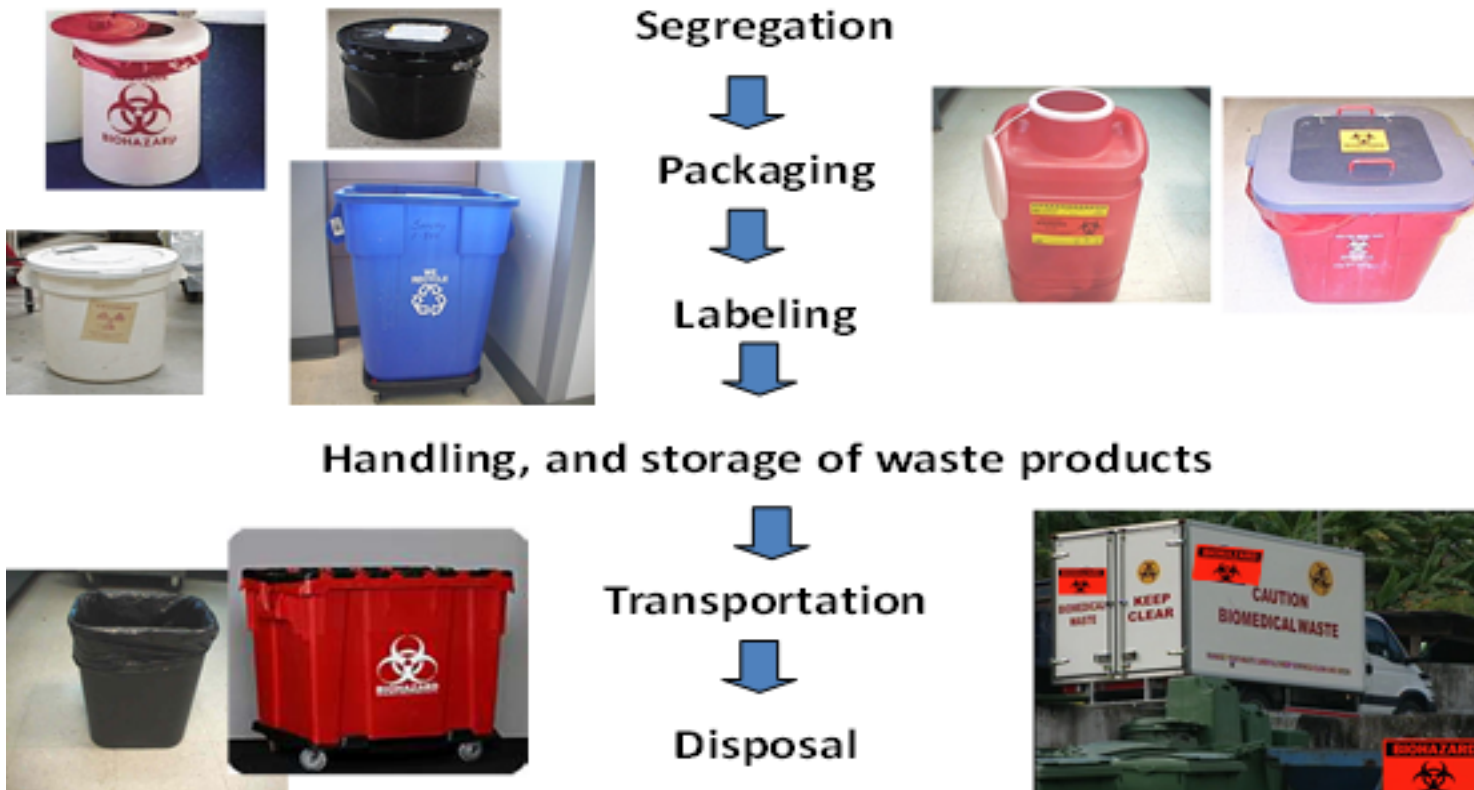 Segregation
Packaging
Labeling
Handling, and storage of waste products
Transportation
Disposal
BIOHAZARD
WE
RECYCLE
BIOHAZARD
BIOHAZARD
BIOMEDICAL
WASTE
KEEP
CLEAR
BIOHAZARD
CAUTION
BIOMEDICAL WASTE
BIOHAZARD